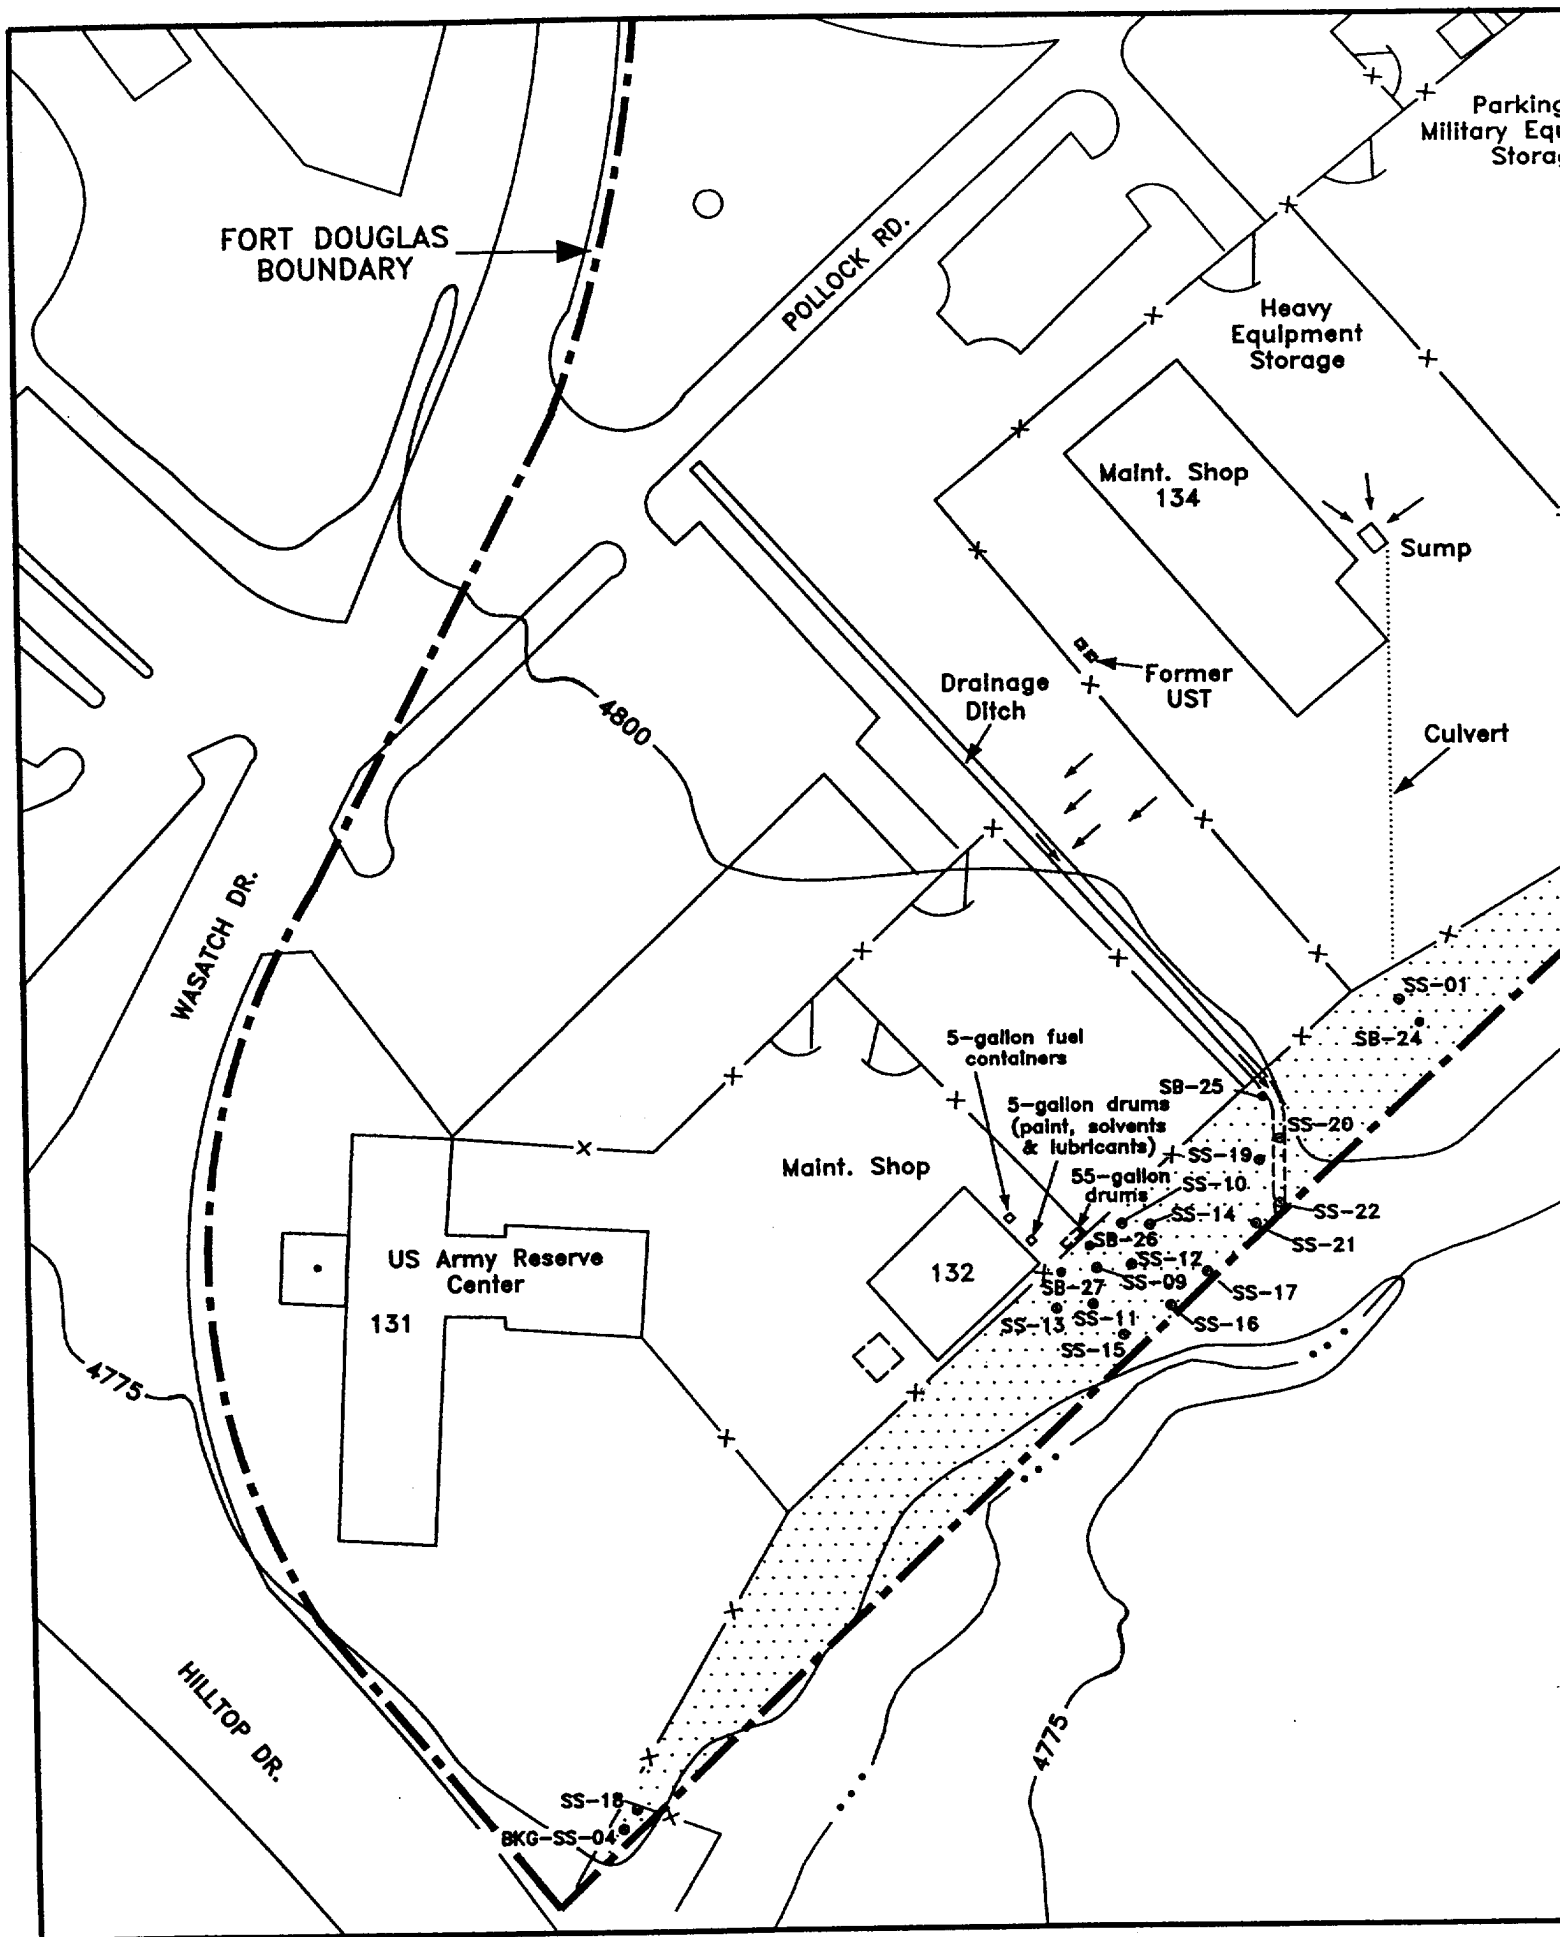 Parking
Military Equ
Storag
FORT DOUGLAS
BOUNDARY
POLLOCK RD.
Heavy
Equipment
Storage
Maint. Shop
134
Sump
Former
UST
Drainage
Ditch
4800
Culvert
WASATCH DR.
SS-01
SB-24
5-gallon fuel
containers
SB-25
5-gallon drums
(paint, solvents
& lubricants)
SS-20
SS-19
Maint. Shop
55-gallon
drums
SS-10
SS-14
SS-22
SB-26
SS-21
US Army Reserve
Center
132
SS-12
SS-09
SB-27
SS-17
131
SS-13
SS-11
SS-16
SS-15
4775
HILLTOP DR.
4775
SS-18
BKG-SS-04